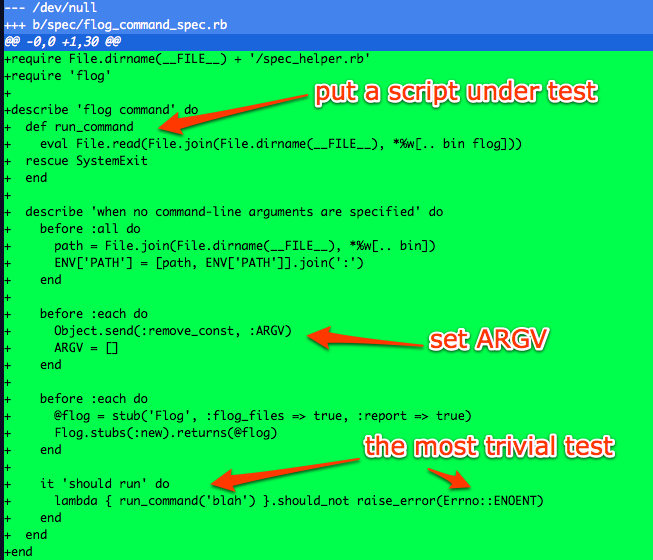 --- /dev/null
+++ b/spec/flog_command_spec.rb
@@ -0,0 +1,30 @@
+require File.dirname(__FILE__) + '/spec_helper.rb'
+require 'flog'
+
put a script under test
+describe 'flog command' do
+  def run_command
+    eval File.read(File.join(File.dirname(__FILE__), *%w[.. bin flog]))
+  rescue SystemExit
+  end
+
+  describe 'when no command-line arguments are specified' do
+    before :all do
+      path = File.join(File.dirname(__FILE__), *%w[.. bin])
+      ENV['PATH'] = [path, ENV['PATH']].join(':')
+    end
+
+    before :each do
+      Object.send(:remove_const, :ARGV)
set ARGV
+      ARGV = []
+    end
+
+    before :each do
+      @flog = stub('Flog', :flog_files => true, :report => true)
+      Flog.stubs(:new).returns(@flog)
+    end
the most trivial test
+
+    it 'should run' do
+      lambda { run_command('blah') }.should_not raise_error(Errno::ENOENT)
+    end
+  end
+end